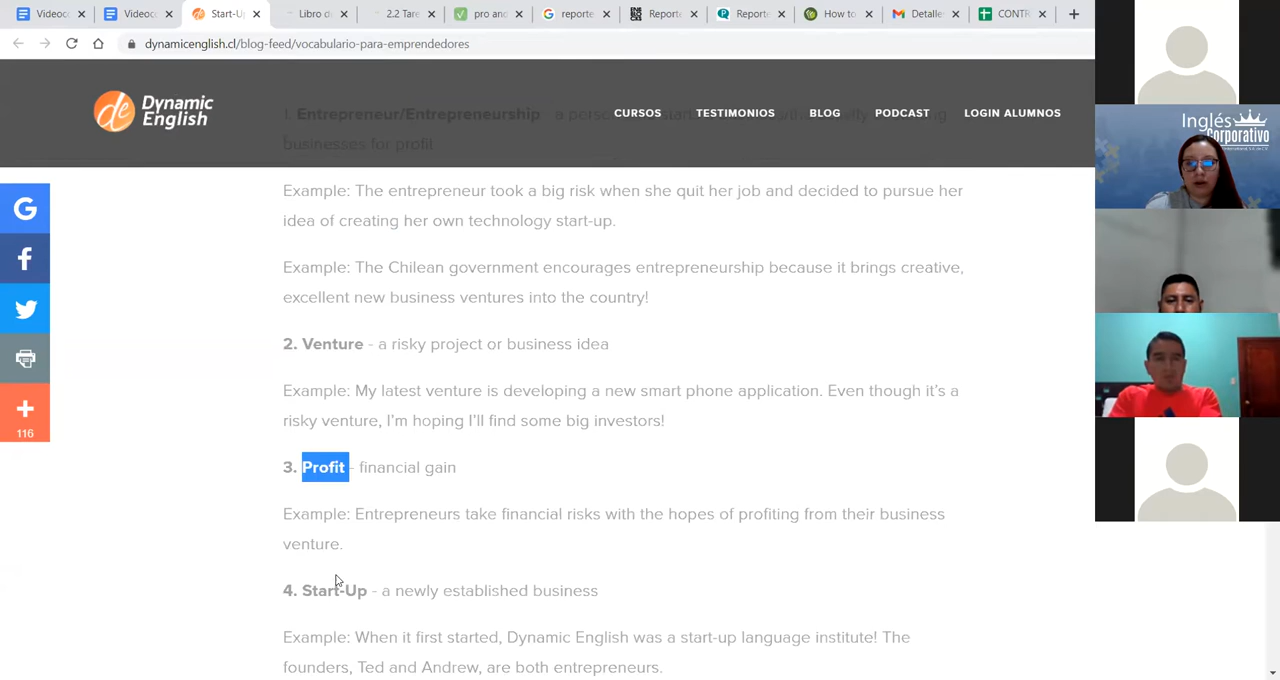 Videoco
Videoco
Start-U
Libro de
2.2 Tare
pro and
reporte
Reporte
Reporte
How to
Detalle
CONTR
dynamicenglish.cl/blog-feed/vocabulario-para-emprendedores
Dynamic English
CURSOS TESTIMONIOS BLOG PODCAST LOGIN ALUMNOS
1. Entrepreneur/Entrepreneurship
businesses for profit
Example: The entrepreneur took a big risk when she quit her job and decided to pursue her
idea of creating her own technology start-up.
Example: The Chilean government encourages entrepreneurship because it brings creative,
excellent new business ventures into the country!
2. Venture - a risky project or business idea
Example: My latest venture is developing a new smart phone application. Even though it's a
risky venture, I'm hoping I'll find some big investors!
3. Profit - financial gain
Example: Entrepreneurs take financial risks with the hopes of profiting from their business
venture.
4. Start-Up - a newly established business
Example: When it first started, Dynamic English was a start-up language institute! The
founders, Ted and Andrew, are both entrepreneurs.
116
Inglés
Corporativo